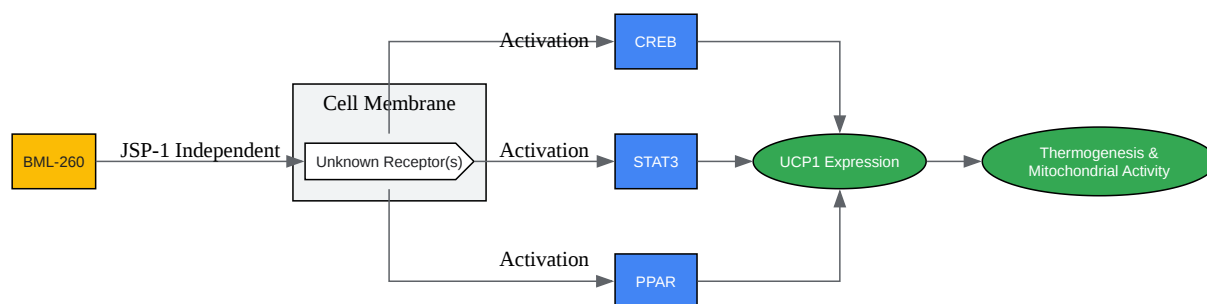 BML-260
JSP-1 Independent
Cell Membrane
Unknown Receptor(s)
Activation
CREB
Activation
STAT3
Activation
PPAR
UCP1 Expression
Thermogenesis &
Mitochondrial Activity